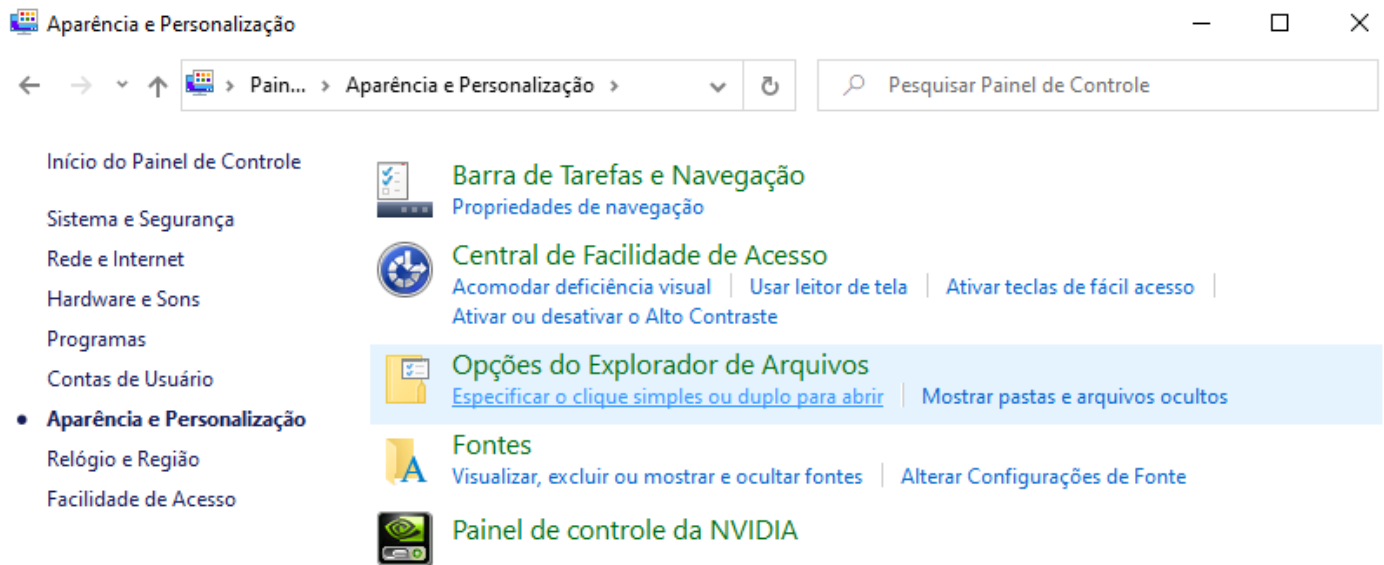 Aparência e Personalização
Pain... Aparência e Personalização
Pesquisar Painel de Controle
Início do Painel de Controle
Sistema e Segurança
Rede e Internet
Hardware e Sons
Programas
Contas de Usuário
Aparência e Personalização
Relógio e Região
Facilidade de Acesso
Barra de Tarefas e Navegação
Propriedades de navegação
Central de Facilidade de Acesso
Acomodar deficiência visual | Usar leitor de tela | Ativar teclas de fácil acesso |
Ativar ou desativar o Alto Contraste
Opções do Explorador de Arquivos
Especificar o clique simples ou duplo para abrir | Mostrar pastas e arquivos ocultos
Fontes
Visualizar, excluir ou mostrar e ocultar fontes | Alterar Configurações de Fonte
Painel de controle da NVIDIA